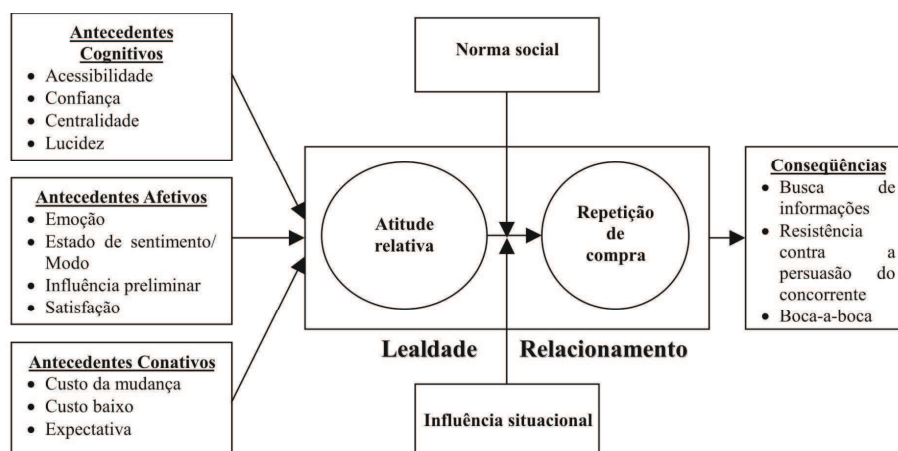 Antecedentes
Cognitivos
• Acessibilidade
• Confiança
• Centralidade
• Lucidez
Antecedentes Afetivos
• Emoção
• Estado de sentimento/
Modo
• Influência preliminar
• Satisfação
Antecedentes Conativos
• Custo da mudança
• Custo baixo
• Expectativa
Norma social
Atitude
relativa
Repetição
de
compra
Lealdade
Relacionamento
Influência situacional
Conseqüências
• Busca de
informações
• Resistência
contra a
persuasão do
concorrente
• Boca-a-boca